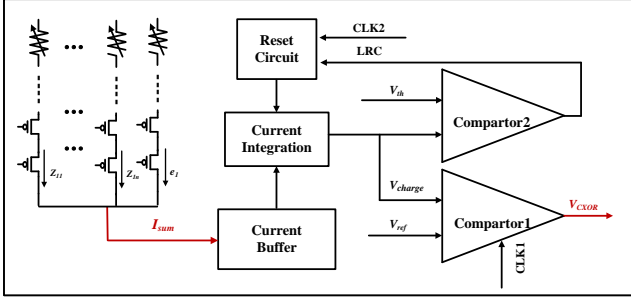 CLK2
Reset
Circuit
LRC
V_th
Compartor2
Current
Integration
Z_11
Z_1n
e_1
V_charge
V_CXOR
I_sum
Current
Buffer
V_ref
Compartor1
CLK1